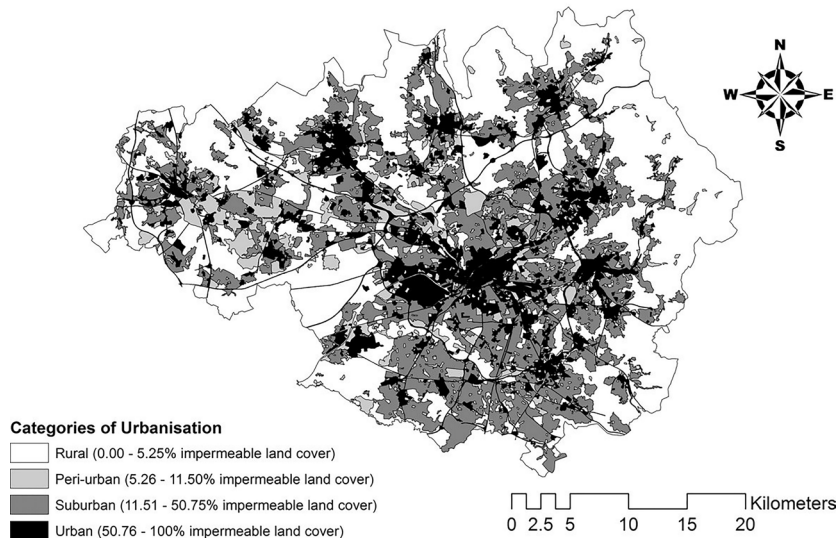 N
W E
S
Categories of Urbanisation
Rural (0.00 - 5.25% impermeable land cover)
Peri-urban (5.26 - 11.50% impermeable land cover)
Suburban (11.51 - 50.75% impermeable land cover)
Urban (50.76 - 100% impermeable land cover)
Kilometers
0 2.5 5 10 15 20